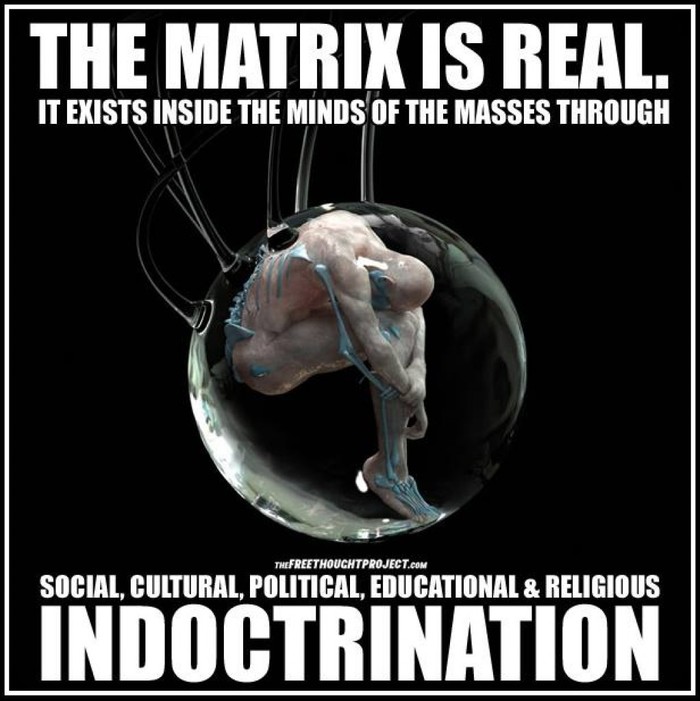 THE MATRIX IS REAL.
IT EXISTS INSIDE THE MINDS OF THE MASSES THROUGH
THEFREETHOUGHTPROJECT.COM
SOCIAL, CULTURAL, POLITICAL, EDUCATIONAL & RELIGIOUS
INDOCTRINATION